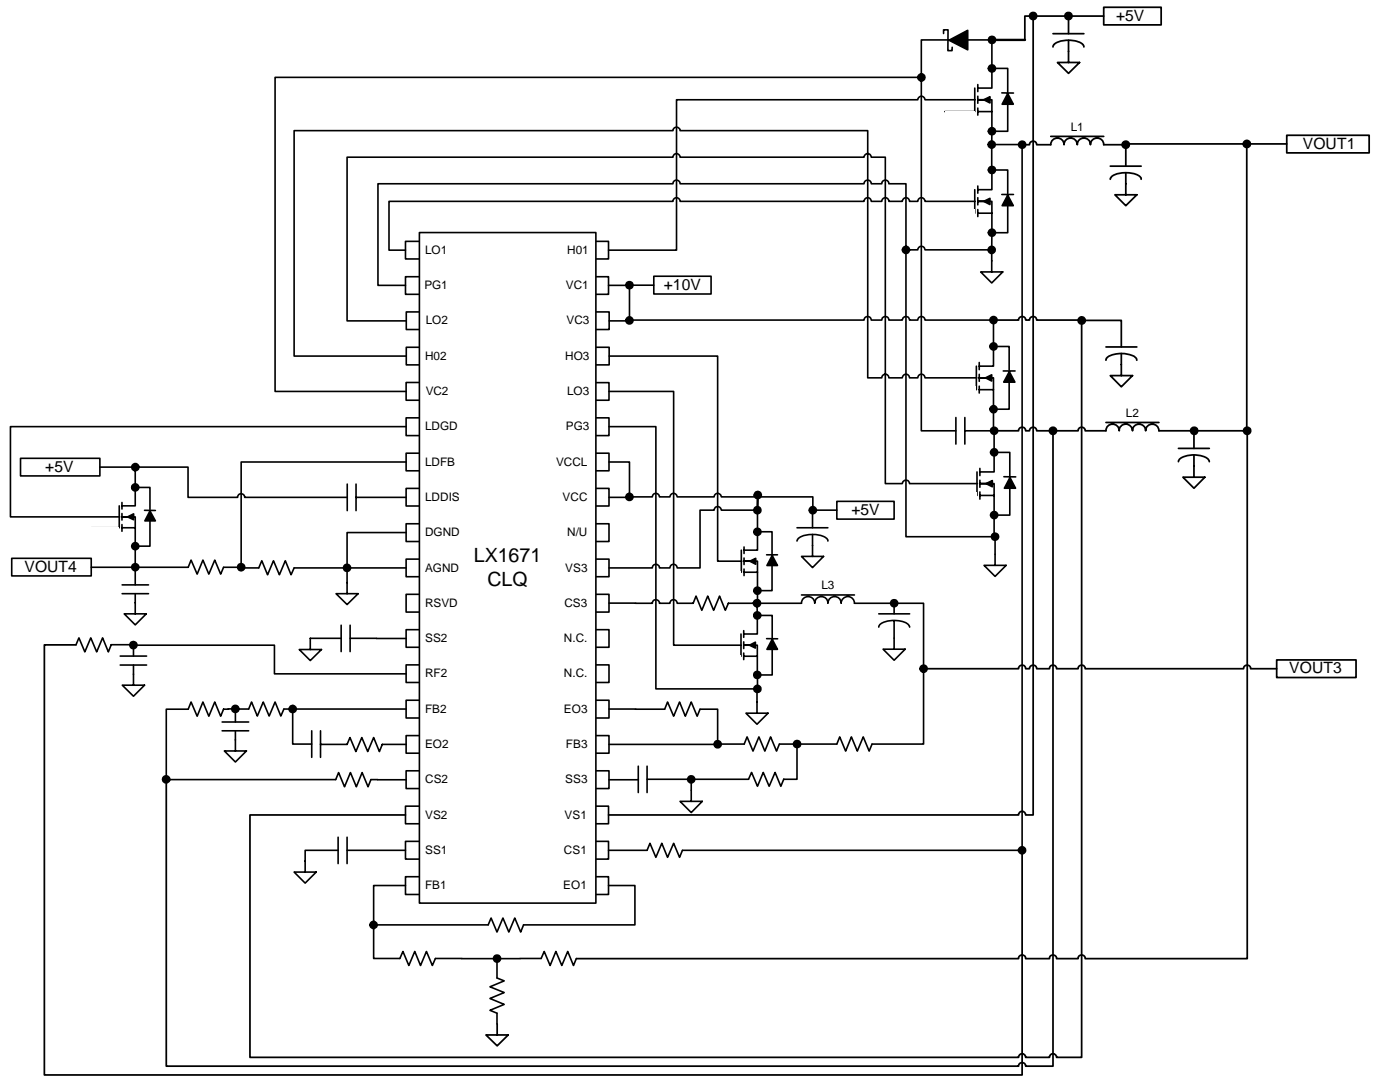 +5V
L1
VOUT1
LO1
H01
PG1
VC1
+10V
LO2
VC3
H02
HO3
VC2
LO3
L2
LDGD
PG3
+5V
LDFB
VCCL
LDDIS
VCC
+5V
DGND
N/U
LX1671
CLQ
VOUT4
AGND
VS3
L3
RSVD
CS3
SS2
N.C.
RF2
N.C.
VOUT3
FB2
EO3
EO2
FB3
CS2
SS3
VS2
VS1
SS1
CS1
FB1
EO1